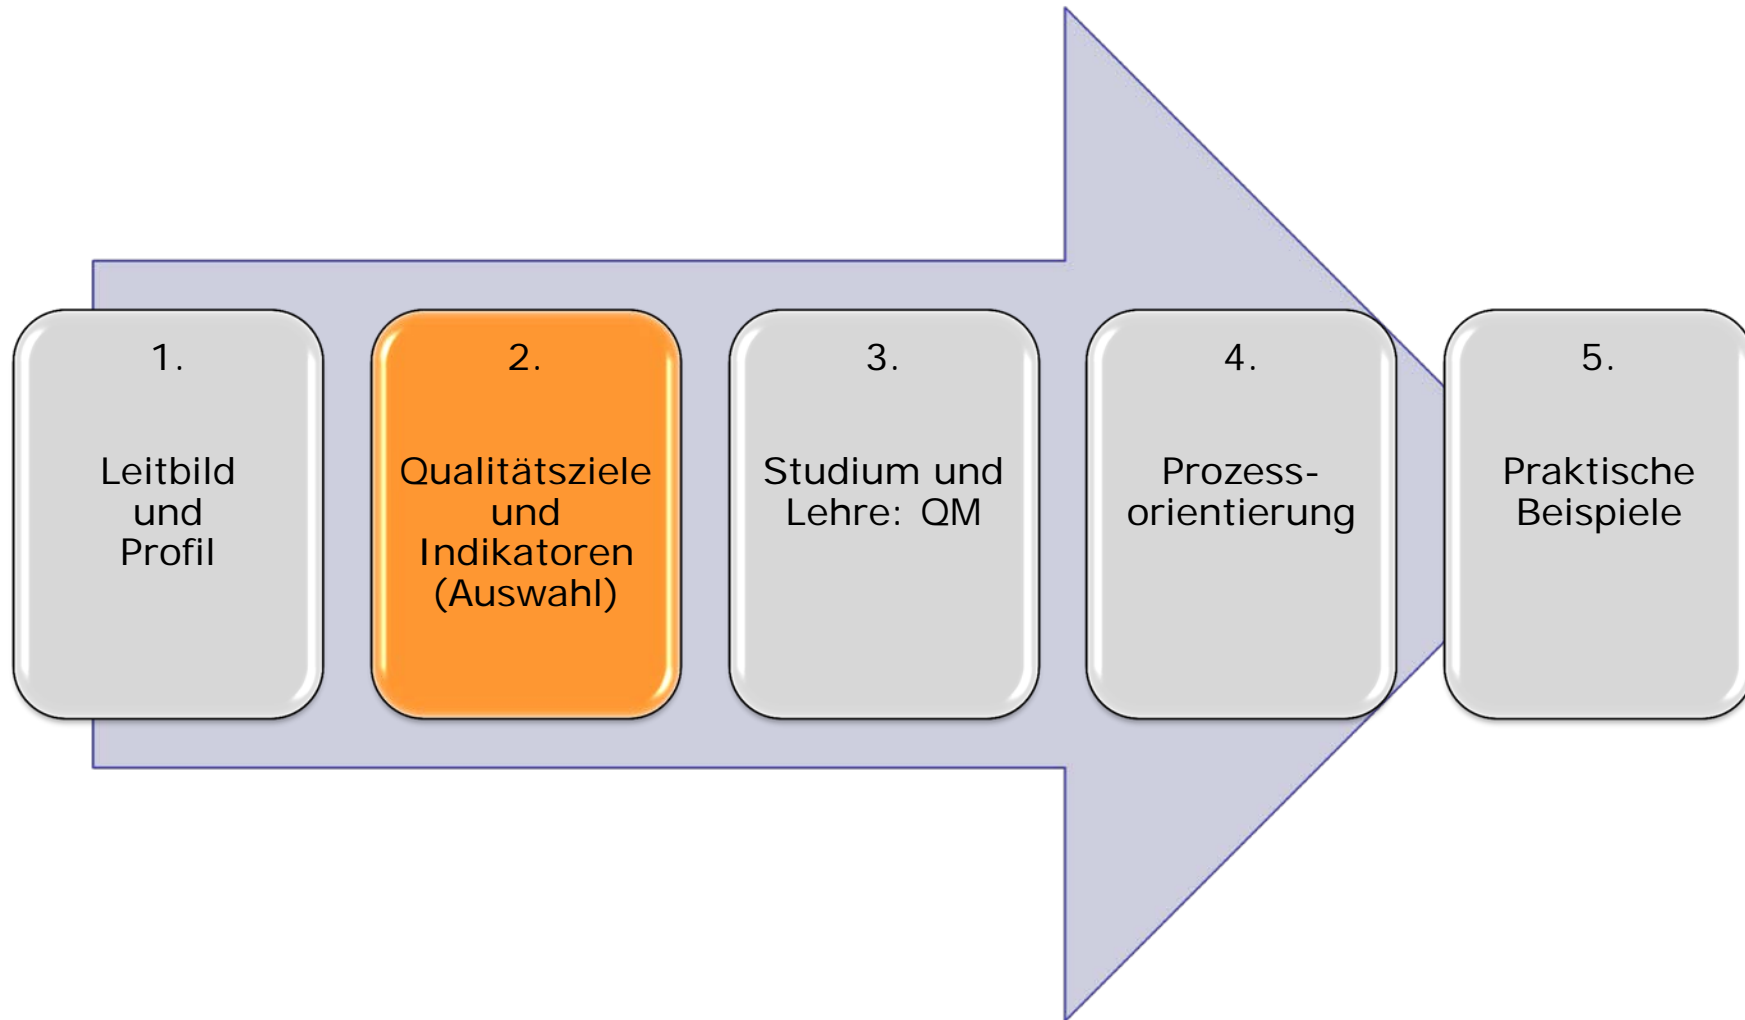 1.
Leitbild
und
Profil
2.
Qualitätsziele
und
Indikatoren
(Auswahl)
3.
Studium und
Lehre: QM
4.
Prozess-
orientierung
5.
Praktische
Beispiele